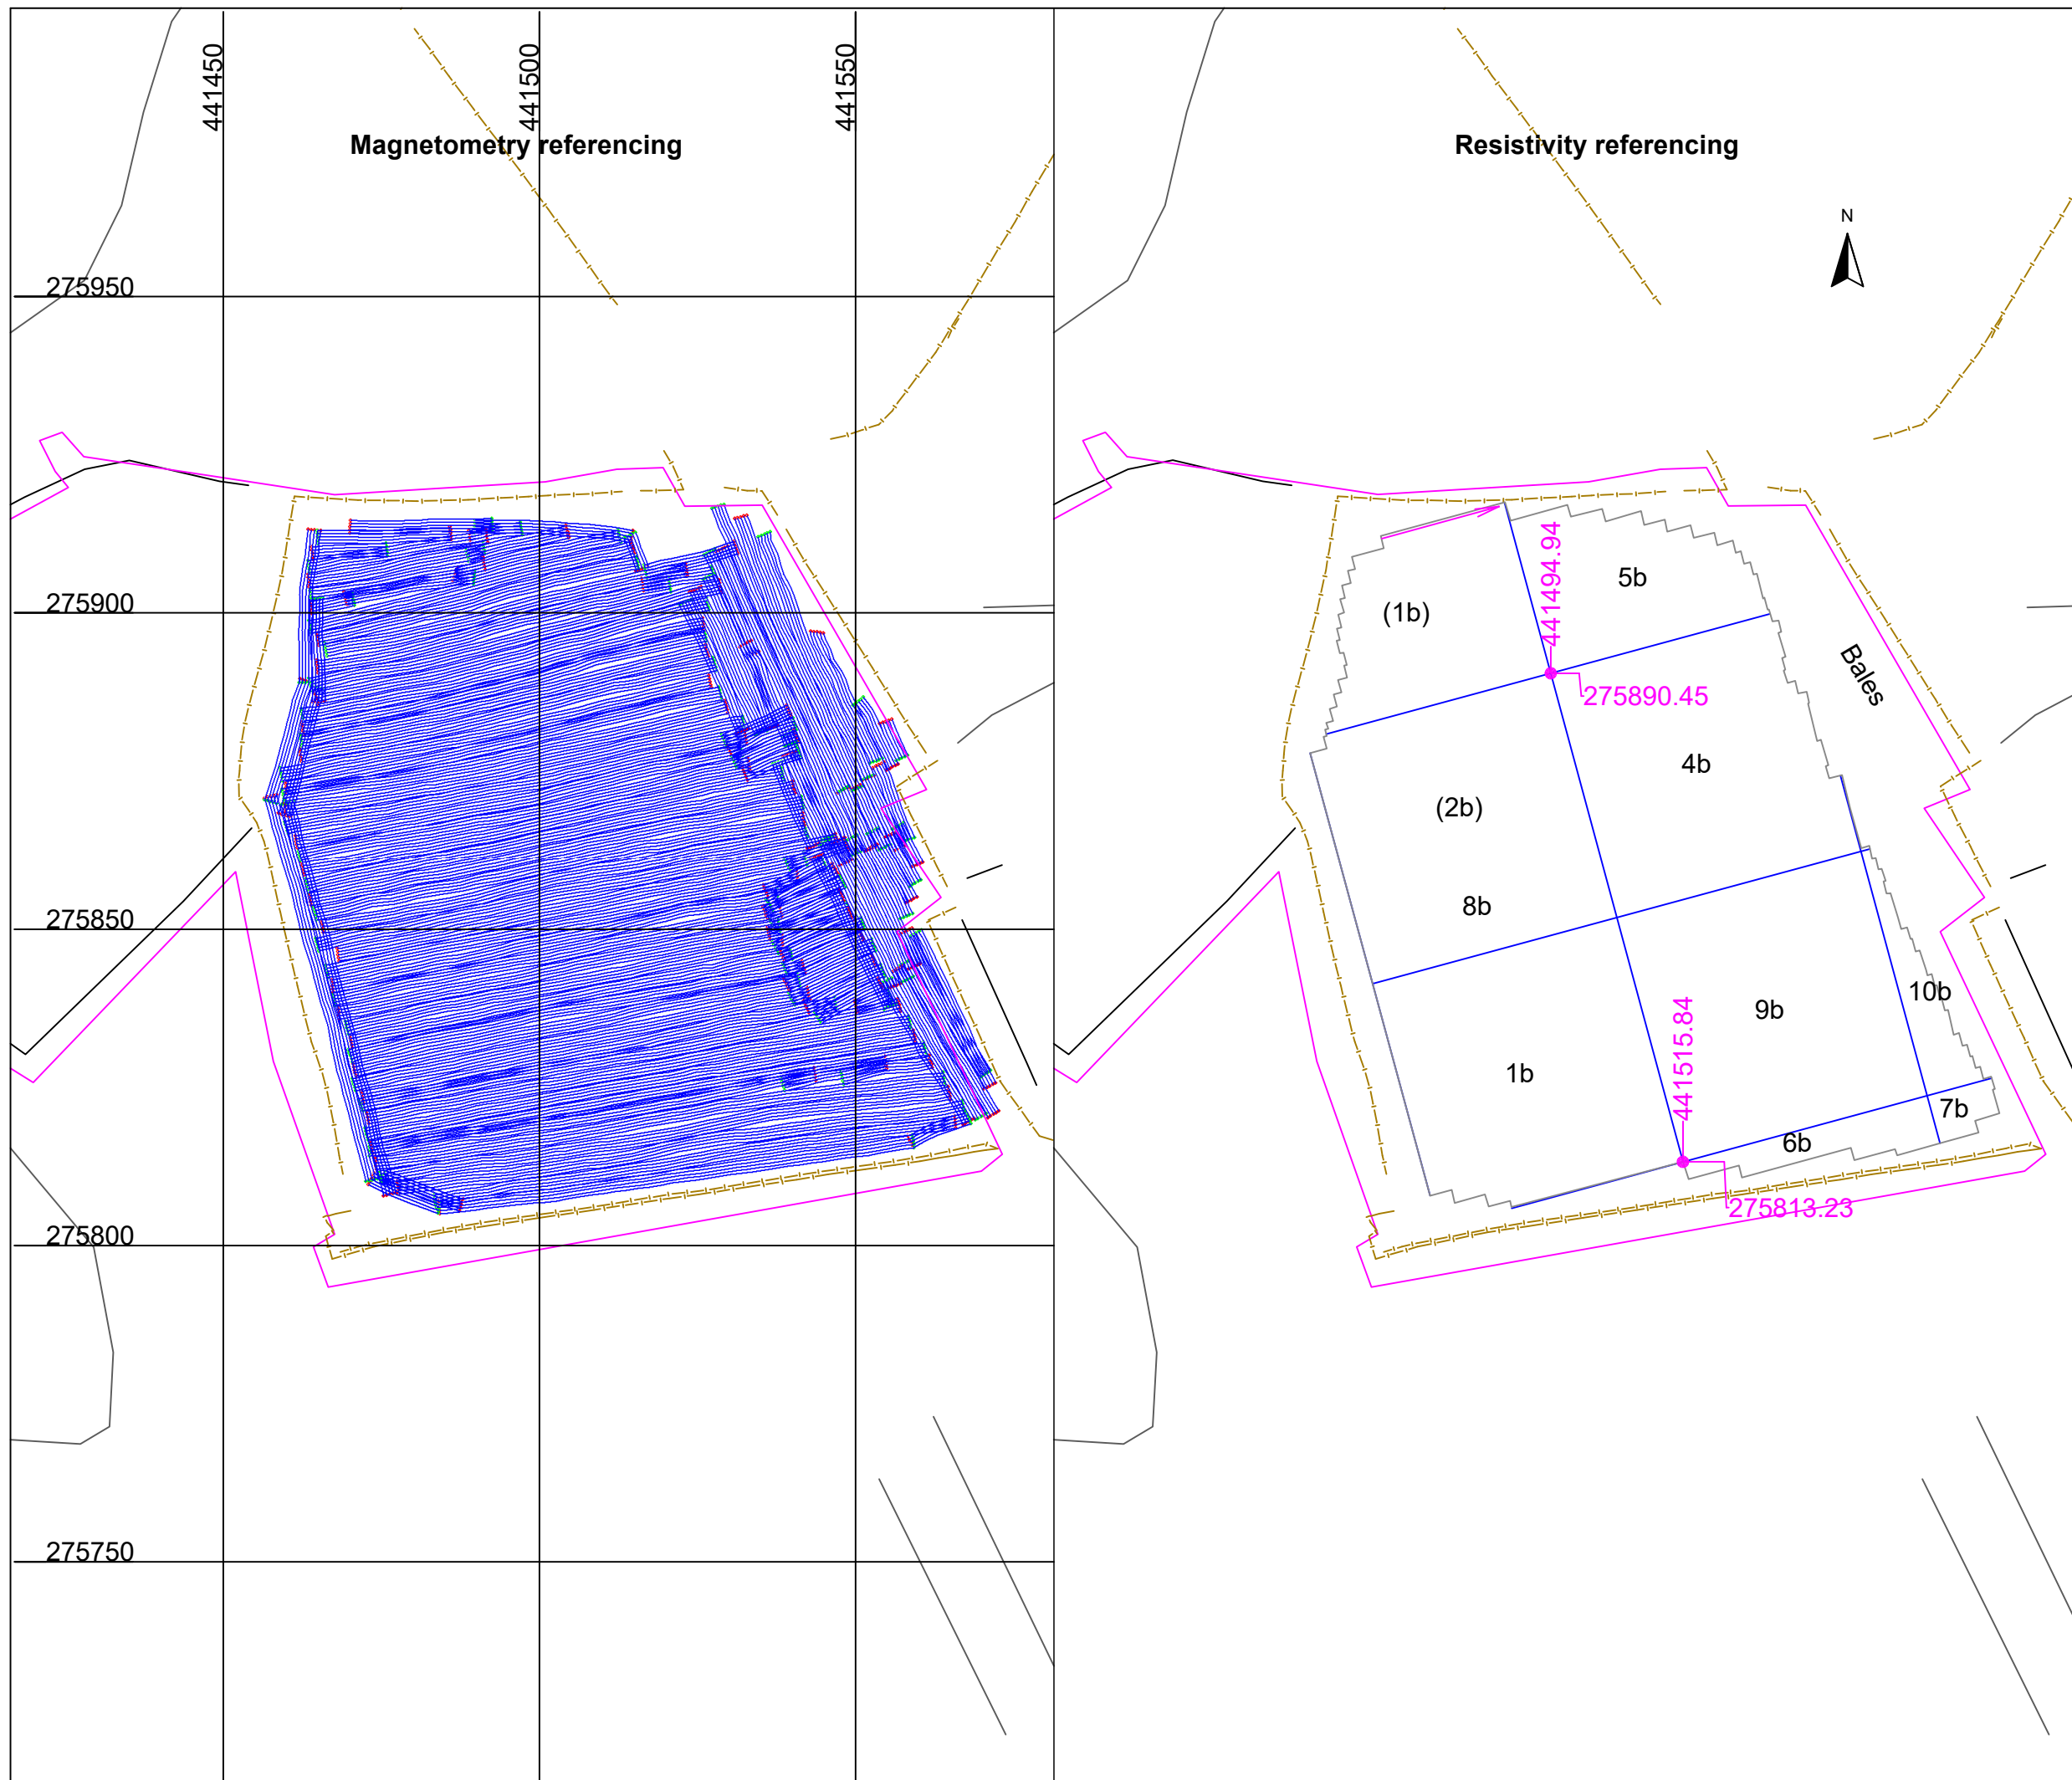 441450
441500
441550
Magnetometry referencing
275950
275900
275850
275800
275750
Resistivity referencing
N
441494.94
5b
(1b)
Bales
275890.45
4b
(2b)
8b
10b
9b
441515.84
1b
7b
6b
275813.23